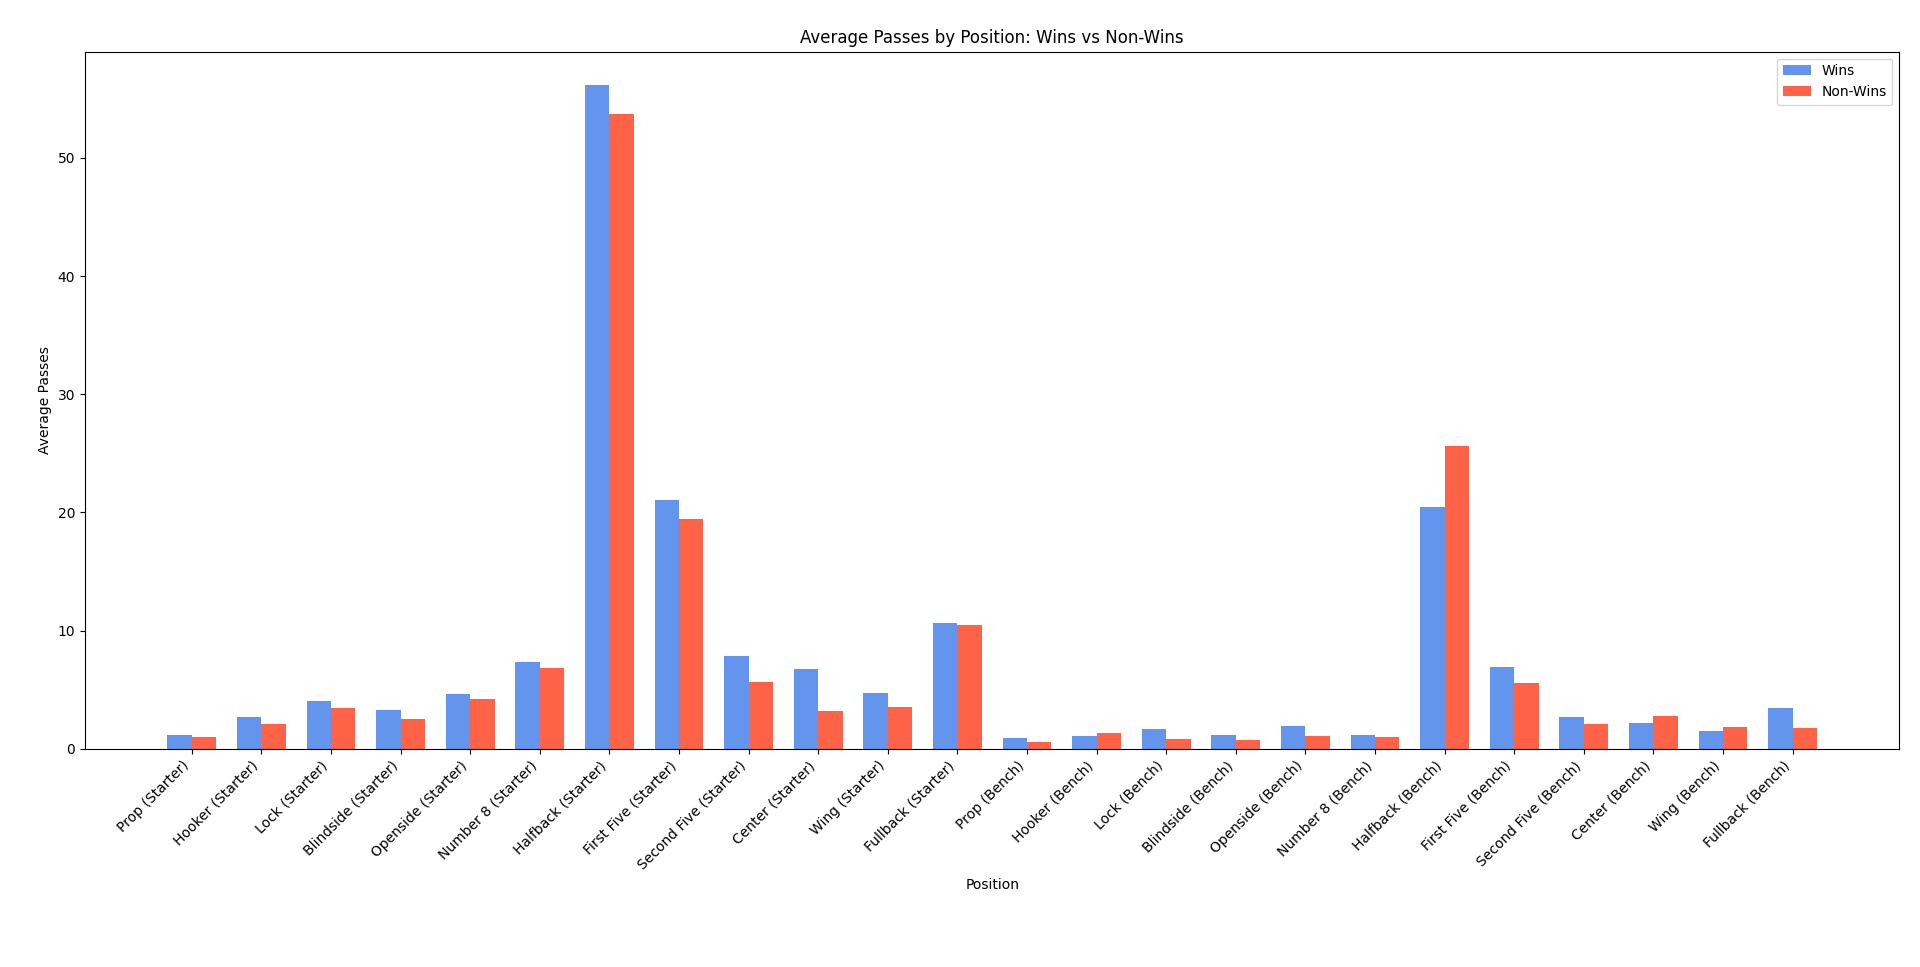 Average Passes by Position: Wins vs Non-Wins
Wins
Non-Wins
Average Passes
50
40
30
20
10
0
Prop (Starter)
Hooker (Starter)
Lock (Starter)
Blindside (Starter)
Openside (Starter)
Number 8 (Starter)
Halfback (Starter)
First Five (Starter)
Second Five (Starter)
Center (Starter)
Wing (Starter)
Fullback (Starter)
Prop (Bench)
Hooker (Bench)
Lock (Bench)
Blindside (Bench)
Openside (Bench)
Number 8 (Bench)
Halfback (Bench)
First Five (Bench)
Second Five (Bench)
Center (Bench)
Wing (Bench)
Fullback (Bench)
Position